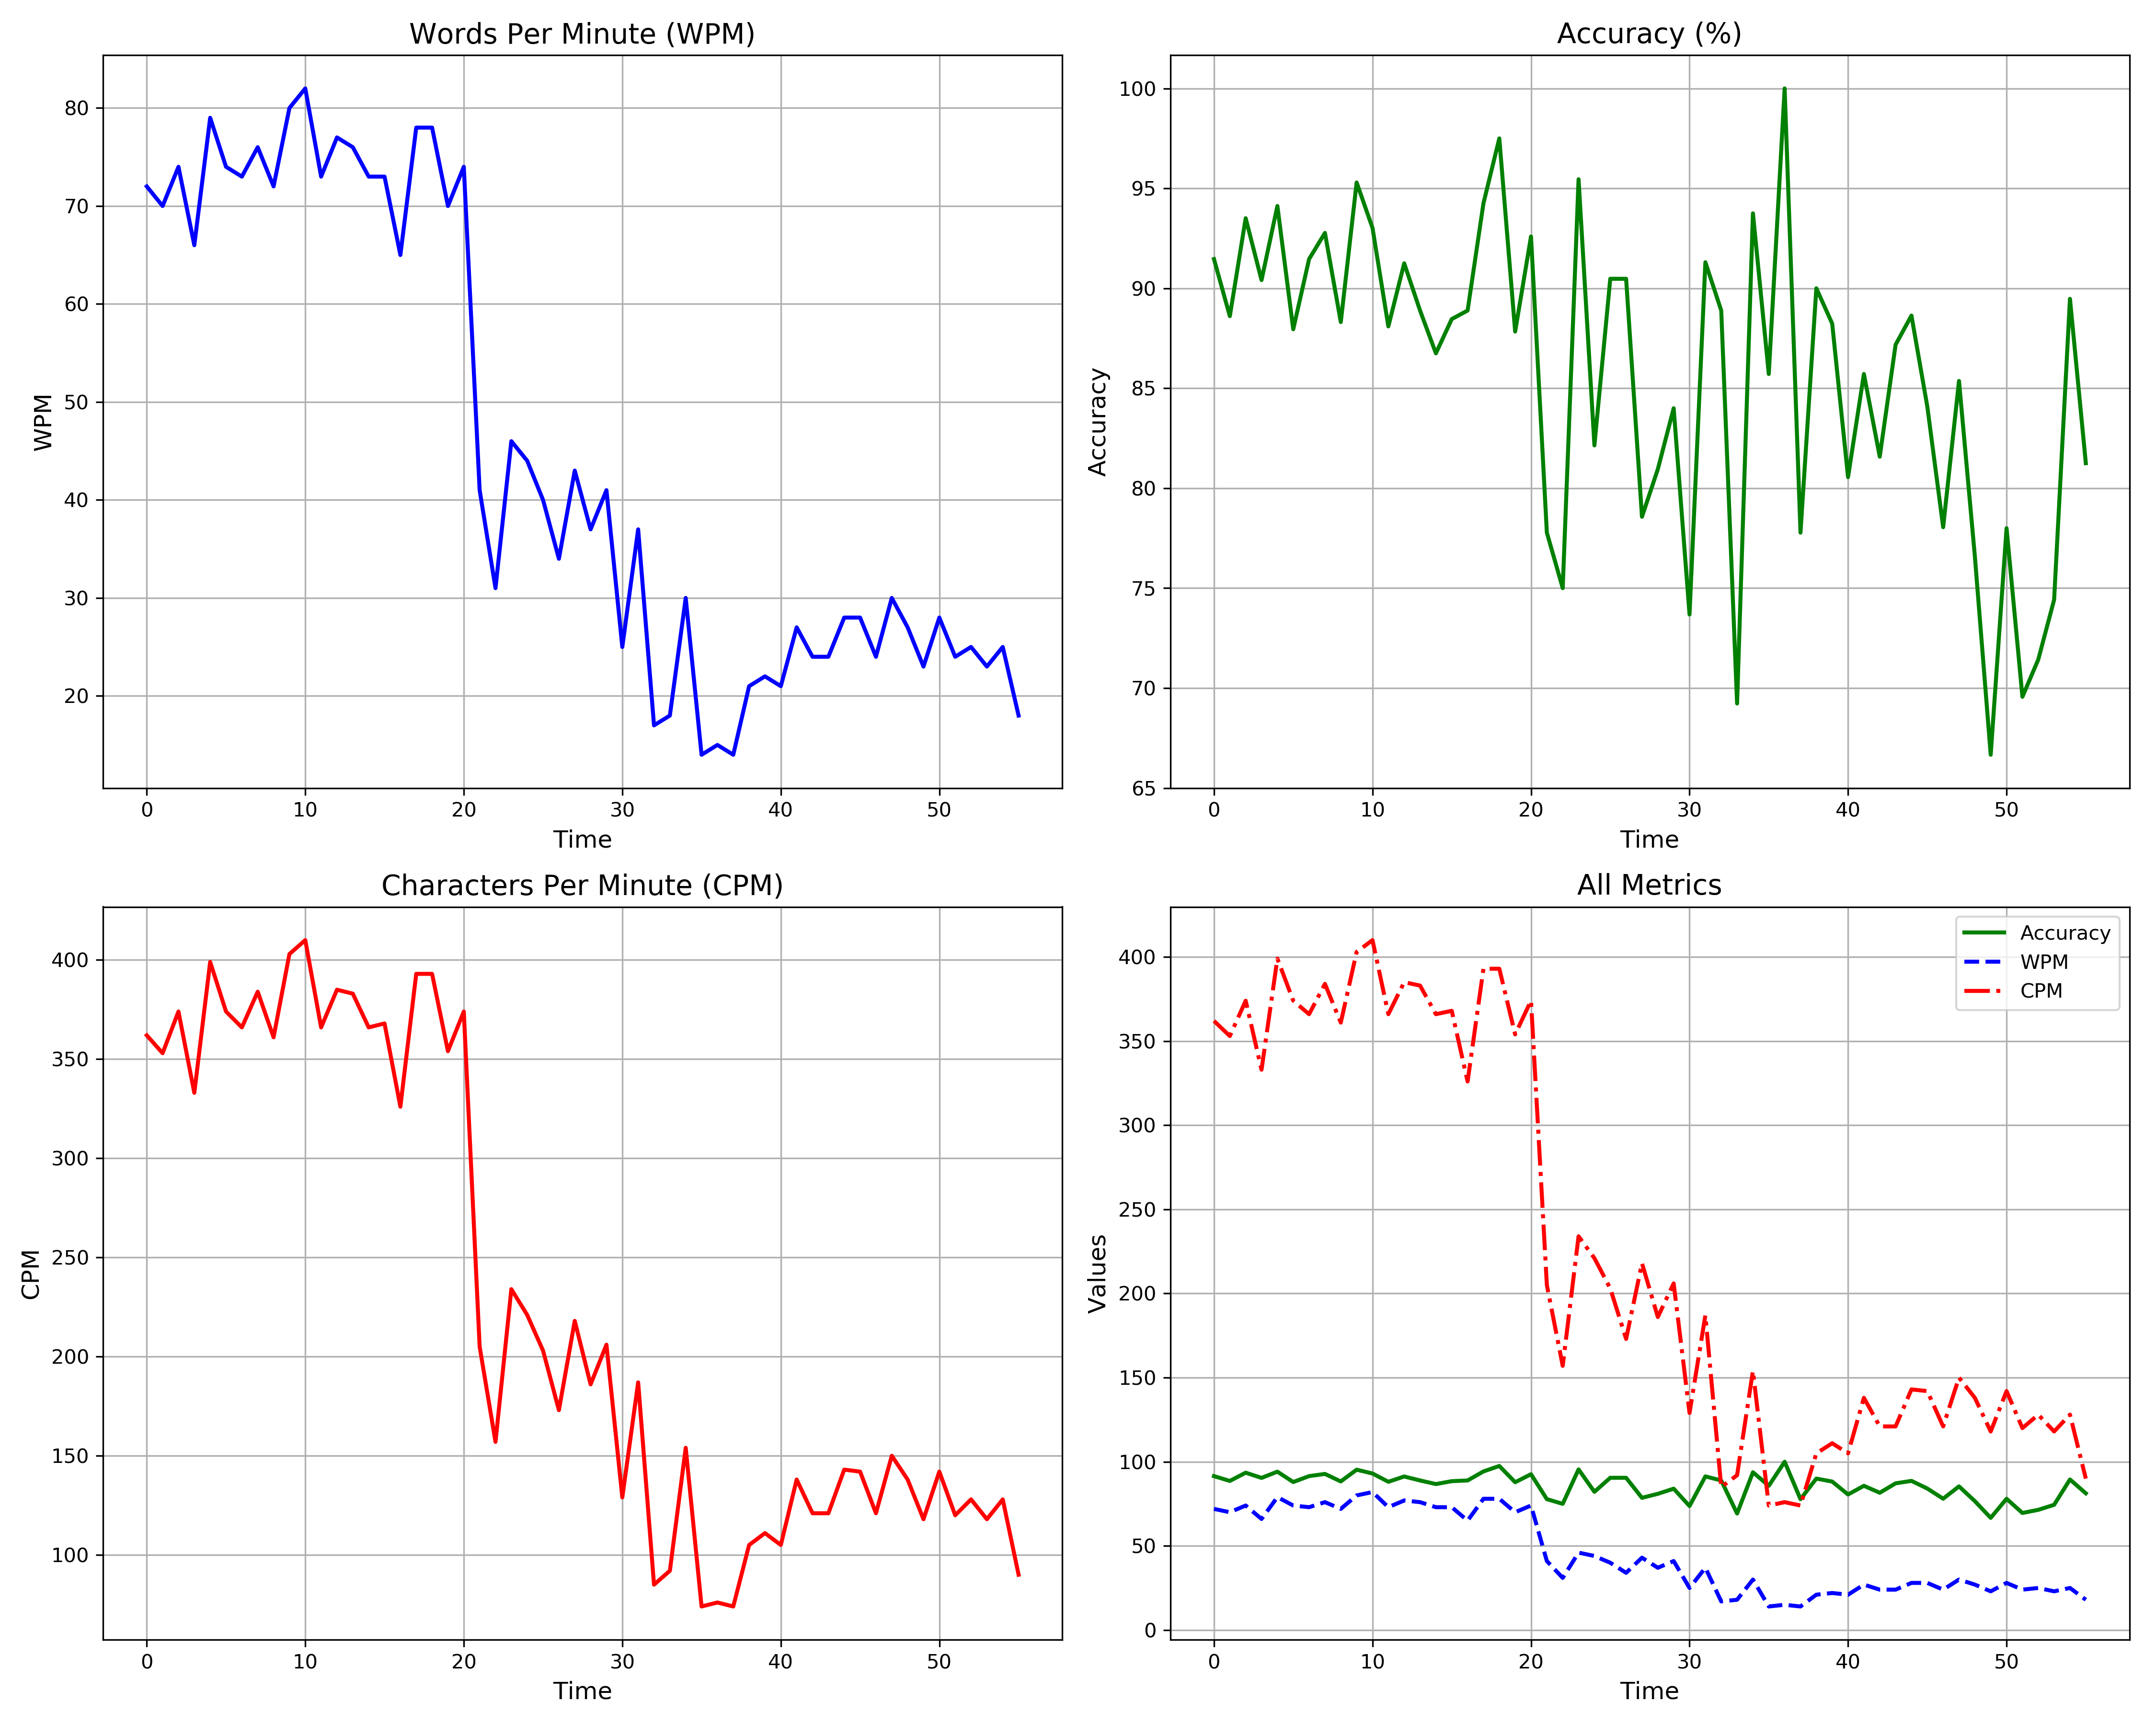 Words Per Minute (WPM)
80
70
60
50
40
30
20
WPM
0 10 20 30 40 50
Time
Accuracy (%)
100
95
90
85
80
75
70
65
Accuracy
0 10 20 30 40 50
Time
Characters Per Minute (CPM)
400
350
300
250
200
150
100
CPM
0 10 20 30 40 50
Time
All Metrics
400
350
300
250
200
150
100
50
0
Values
Accuracy
WPM
CPM
0 10 20 30 40 50
Time